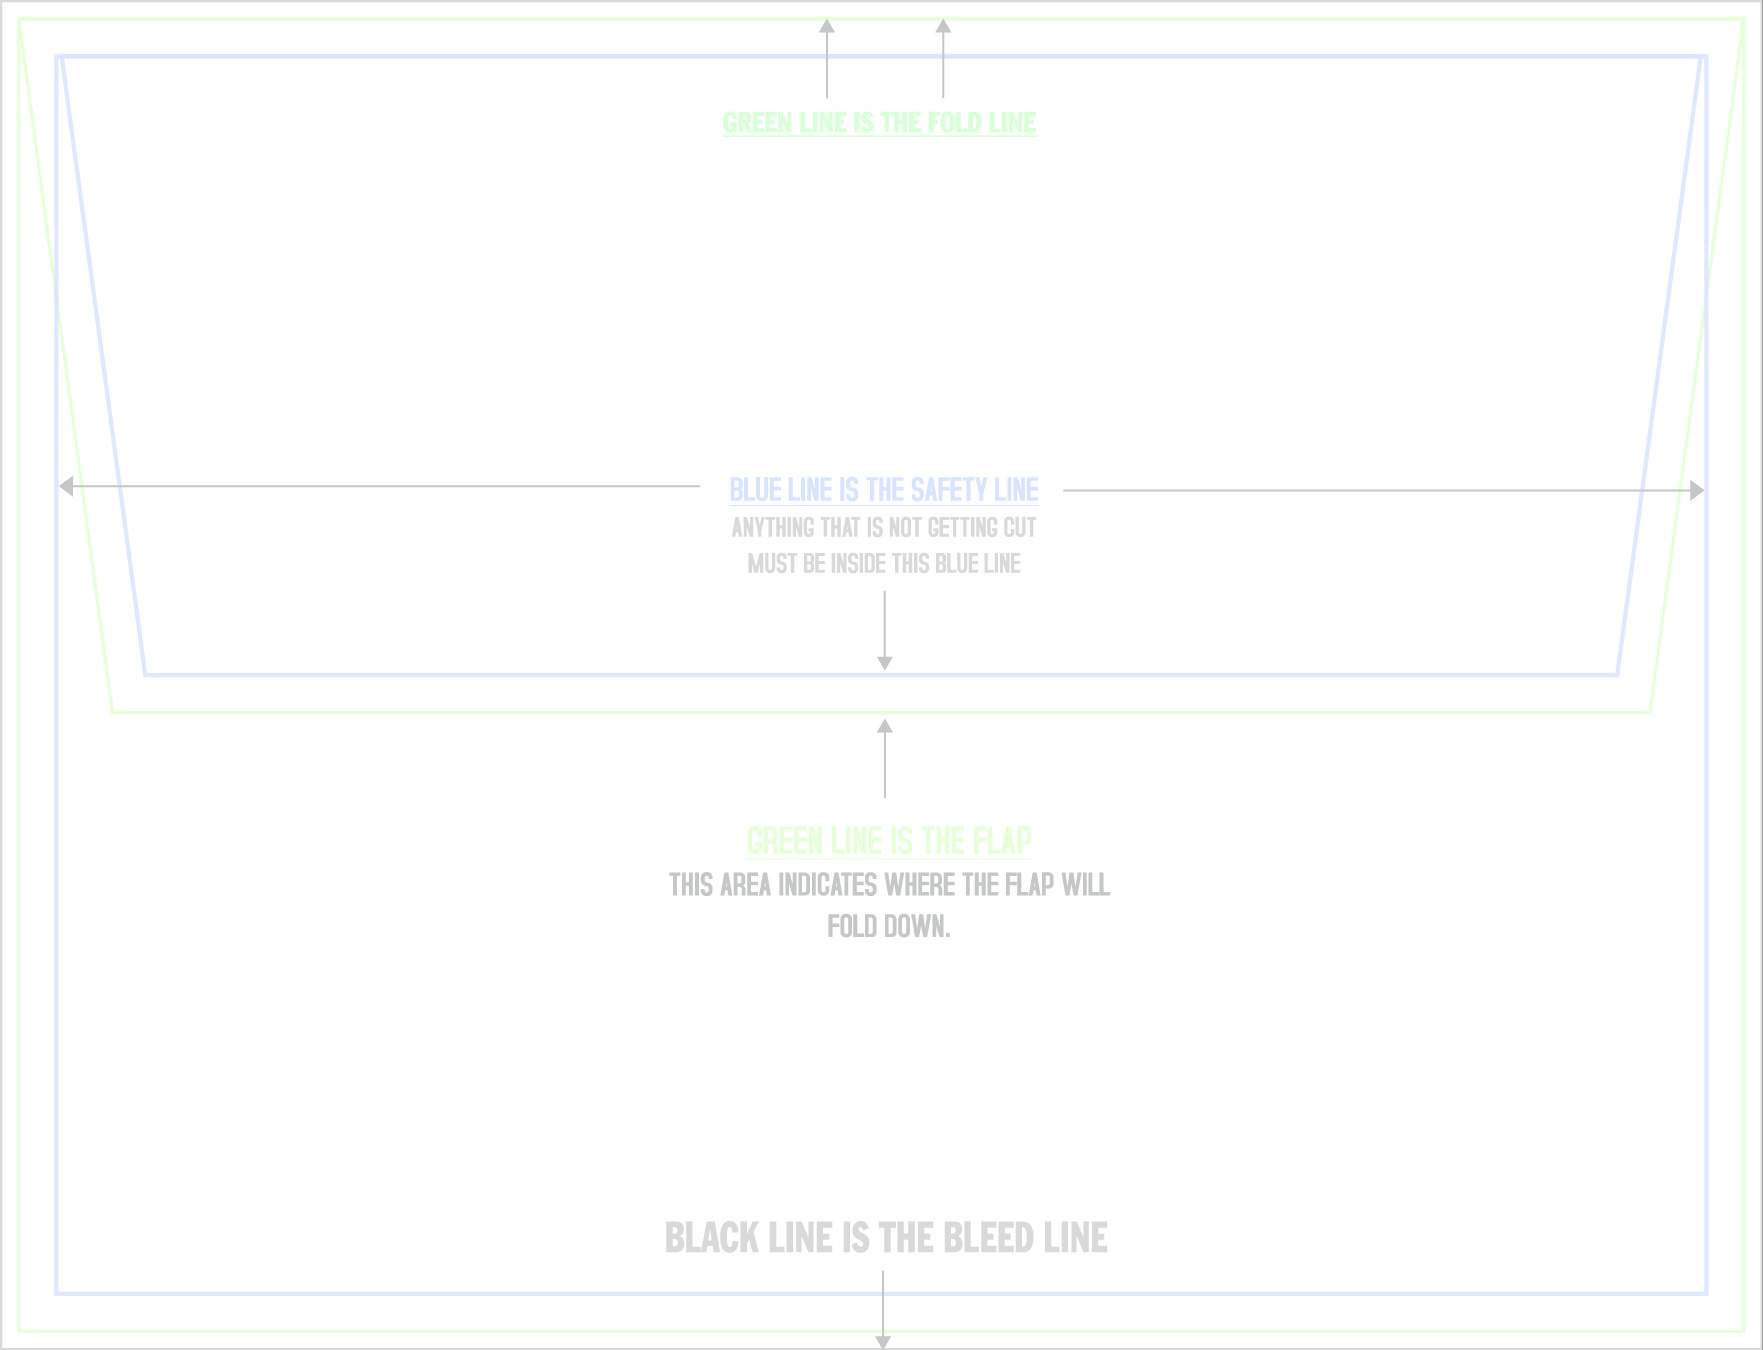 GREEN LINE IS THE FOLD LINE
BLUE LINE IS THE SAFETY LINE
ANYTHING THAT IS NOT GETTING CUT
MUST BE INSIDE THIS BLUE LINE
GREEN LINE IS THE FLAP
THIS AREA INDICATES WHERE THE FLAP WILL
FOLD DOWN.
BLACK LINE IS THE BLEED LINE